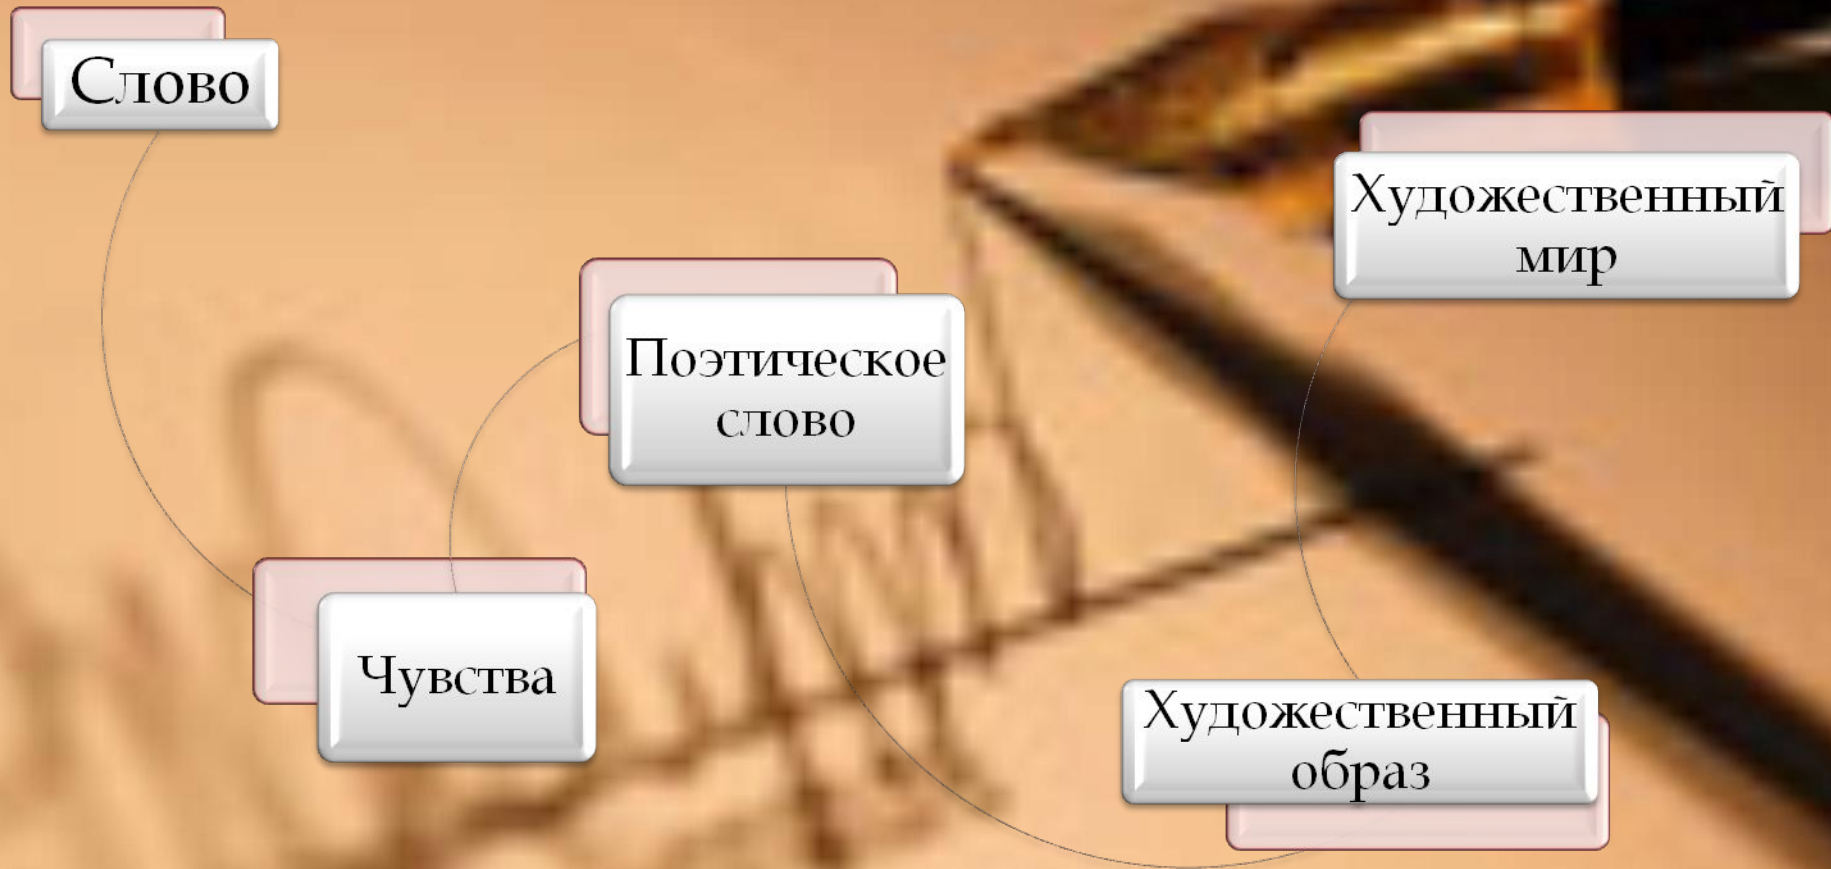 Слово
Чувства
Поэтическое
слово
Художественный
образ
Художественный
мир